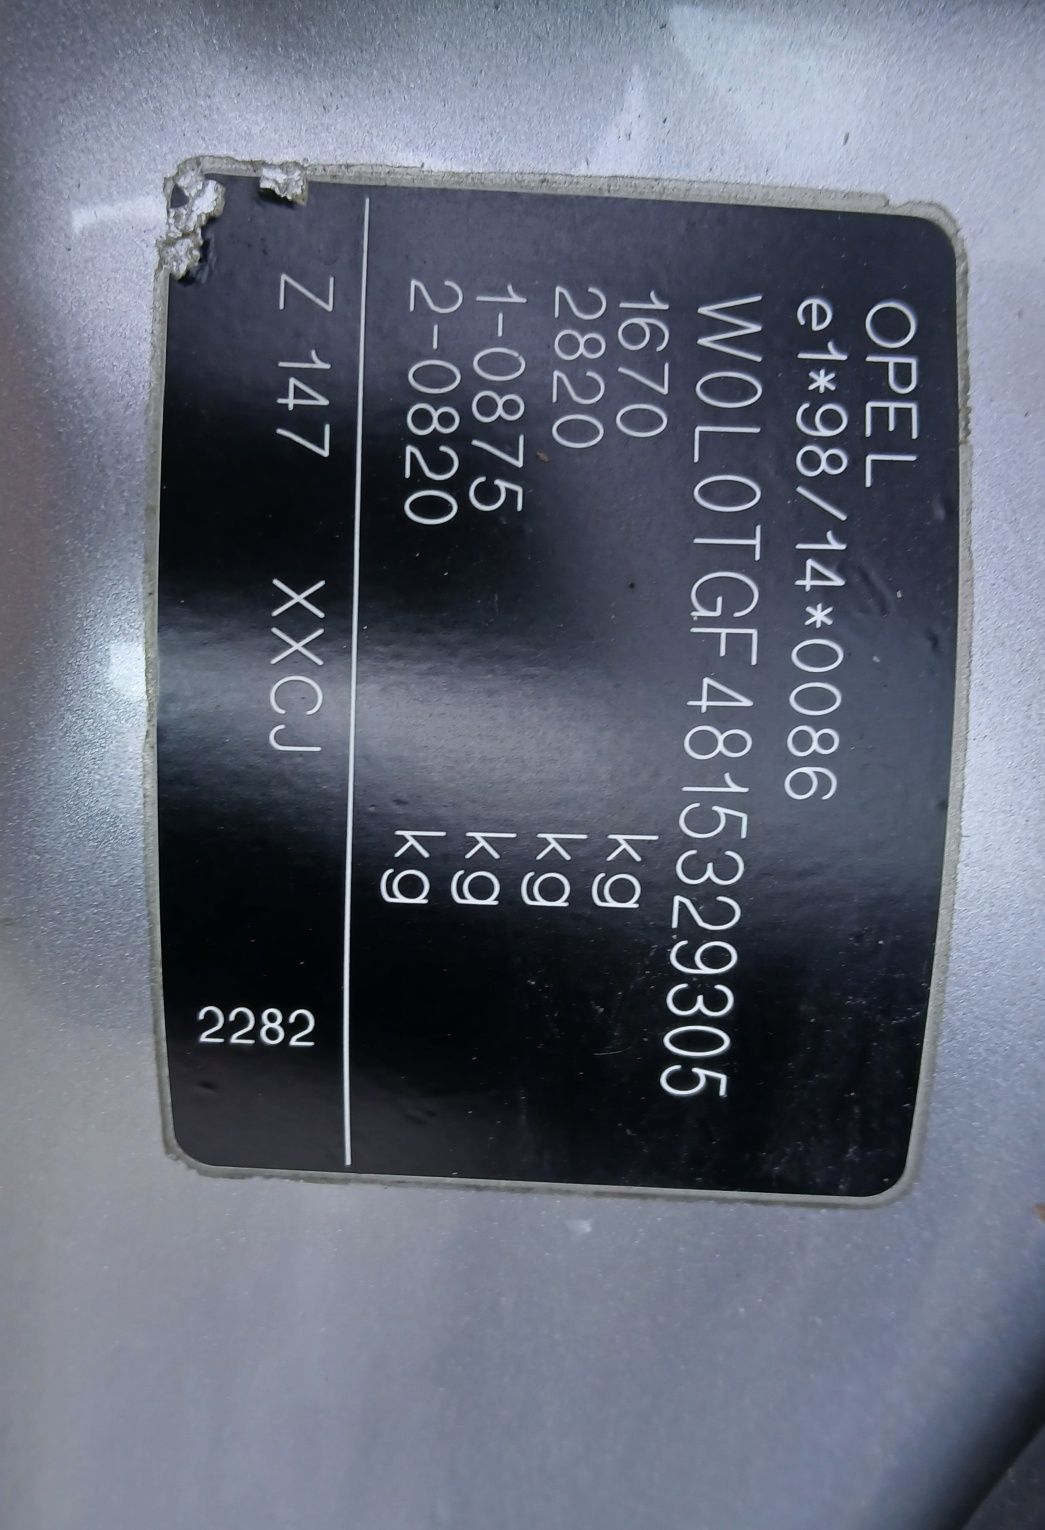 OPEL
e1*98/14*0086
W0L0TGF4815329305
1670 kg
2820 kg
1-0875 kg
2-0820 kg
Z 147 XXCJ
2282